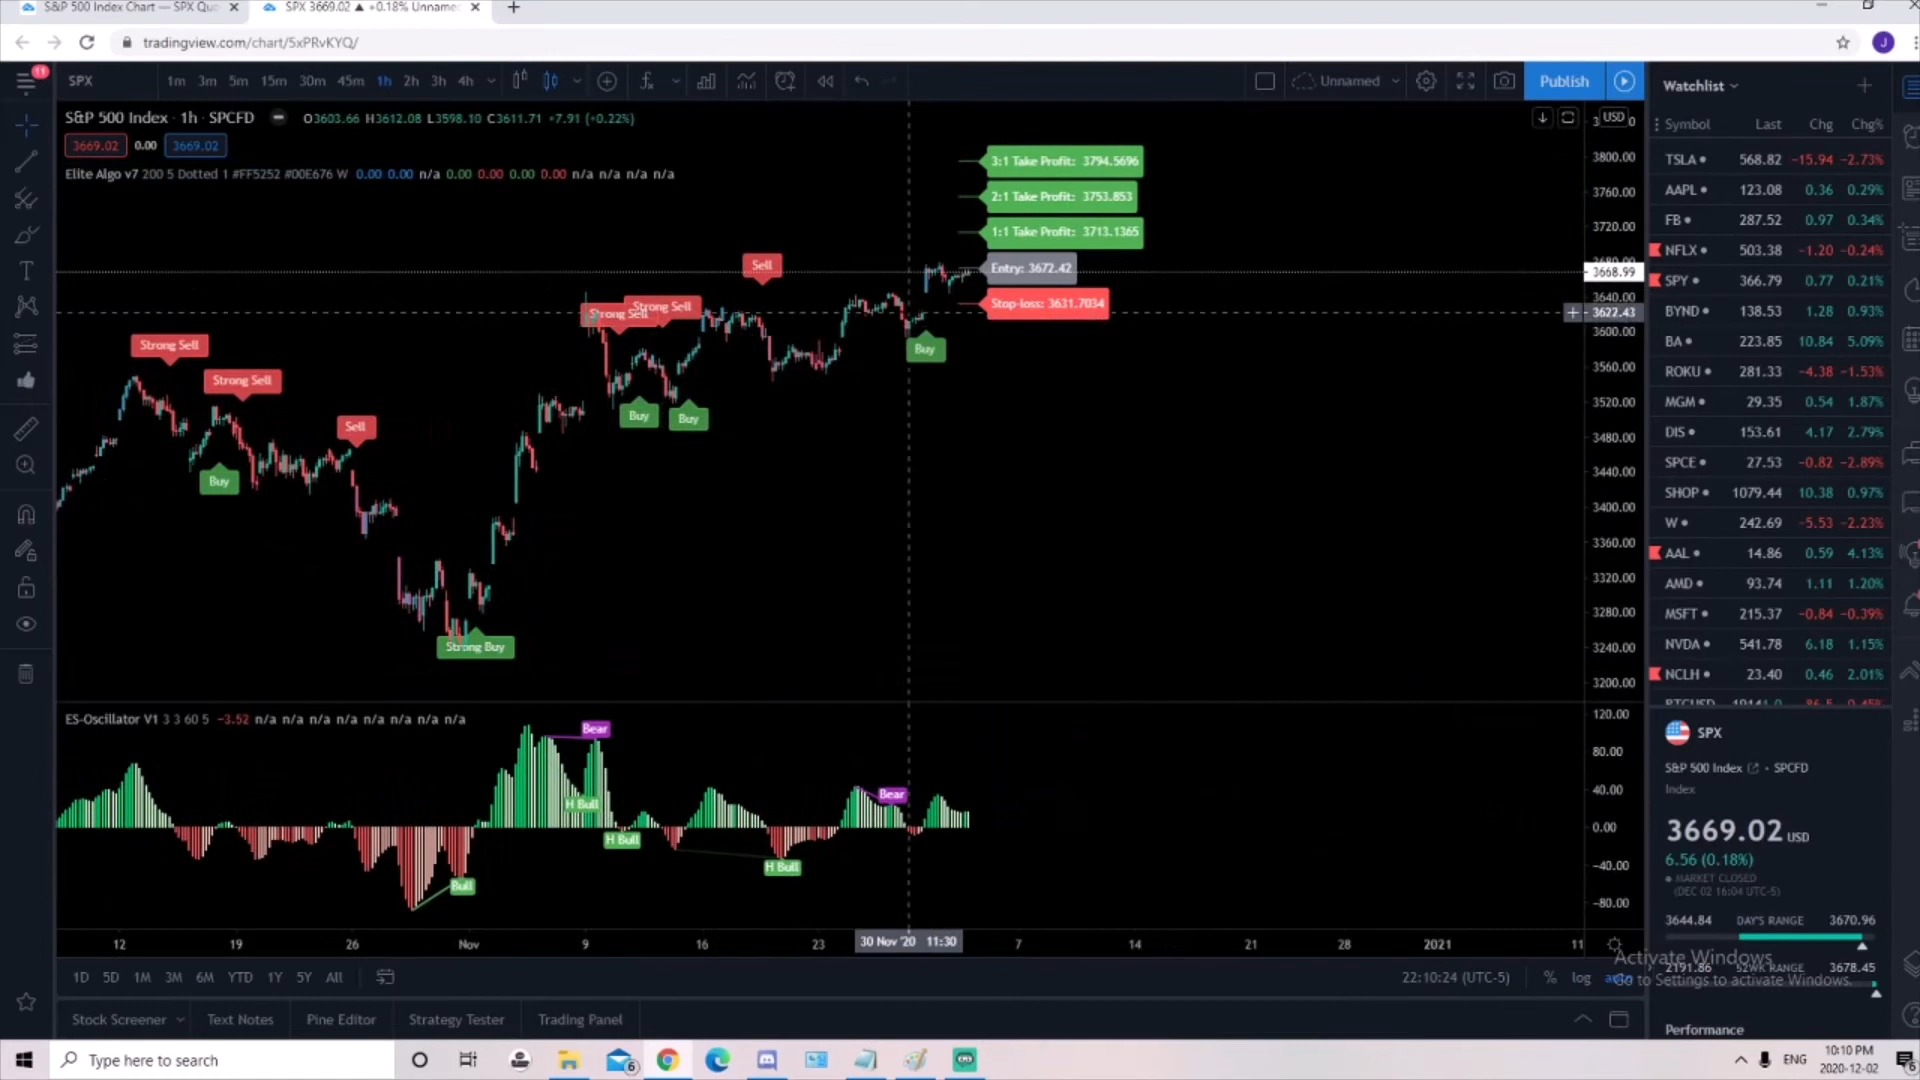 S&P 500 Index Chart — SPX Quo
SPX 3669.02 ▲ +0.18% Unname
tradingview.com/chart/5xPRvKYQ/
J
11
SPX 1m 3m 5m 15m 30m 45m 1h 2h 3h 4h
Unnamed
Publish
S&P 500 Index · 1h · SPCFD O3603.66 H3612.08 L3598.10 C3611.71 +7.91 (+0.22%)
3669.02 0.00 3669.02
Elite Algo v7 200 5 Dotted 1 #FF5252 #00E676 W 0.00 0.00 n/a 0.00 0.00 0.00 0.00 n/a n/a n/a n/a
3:1 Take Profit: 3794.5696
2:1 Take Profit: 3753.853
1:1 Take Profit: 3713.1365
Entry: 3672.42
Stop-loss: 3631.7034
Sell
Strong Sell
Strong Sell
Strong Sell
Strong Sell
Sell
Buy
Buy
Buy
Buy
Strong Buy
USD
3800.00
3760.00
3720.00
3668.99
3640.00
3622.43
3600.00
3560.00
3520.00
3480.00
3440.00
3400.00
3360.00
3320.00
3280.00
3240.00
3200.00
ES-Oscillator V1 3 3 60 5 −3.52 n/a n/a n/a n/a n/a n/a n/a n/a
Bear
H Bull
H Bull
Bull
H Bull
Bear
120.00
80.00
40.00
0.00
−40.00
−80.00
12 19 26 Nov 9 16 23 30 Nov '20 11:30 7 14 21 28 2021 11
1D 5D 1M 3M 6M YTD 1Y 5Y All
22:10:24 (UTC-5) % log auto
Stock Screener Text Notes Pine Editor Strategy Tester Trading Panel
Watchlist
Symbol Last Chg Chg%
TSLA 568.82 −15.94 −2.73%
AAPL 123.08 0.36 0.29%
FB 287.52 0.97 0.34%
NFLX 503.38 −1.20 −0.24%
SPY 366.79 0.77 0.21%
BYND 138.53 1.28 0.93%
BA 223.85 10.84 5.09%
ROKU 281.33 −4.38 −1.53%
MGM 29.35 0.54 1.87%
DIS 153.61 4.17 2.79%
SPCE 27.53 −0.82 −2.89%
SHOP 1079.44 10.38 0.97%
W 242.69 −5.53 −2.23%
AAL 14.86 0.59 4.13%
AMD 93.74 1.11 1.20%
MSFT 215.37 −0.84 −0.39%
NVDA 541.78 6.18 1.15%
NCLH 23.40 0.46 2.01%
SPX
S&P 500 Index • SPCFD
Index
3669.02 USD
6.56 (0.18%)
MARKET CLOSED
(DEC 02 16:04 UTC-5)
3644.84 DAY'S RANGE 3670.96
2191.86 52WK RANGE 3678.45
Activate Windows
Go to Settings to activate Windows.
Performance
Type here to search
6
ENG
10:10 PM
2020-12-02
6